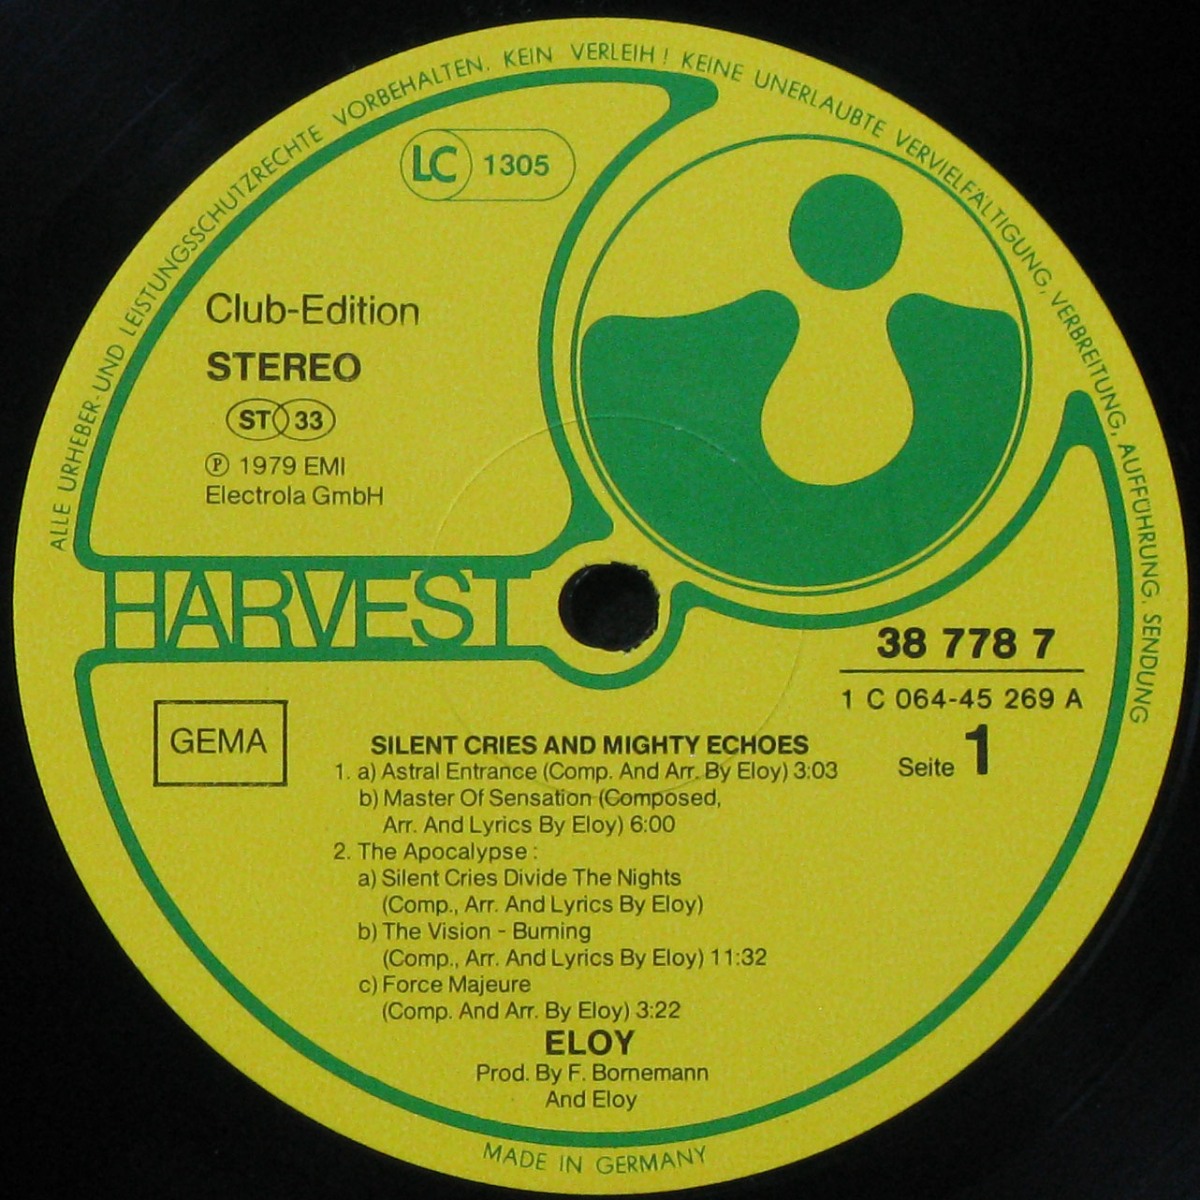 ALLE URHEBER- UND LEISTUNGSSCHUTZRECHTE VORBEHALTEN. KEIN VERLEIH! KEINE UNERLAUBTE VERVIELFÄLTIGUNG, VERBREITUNG, AUFFÜHRUNG, SENDUNG
LC 1305
Club-Edition
STEREO
ST 33
Ⓟ 1979 EMI
Electrola GmbH
HARVEST
38 778 7
1 C 064-45 269 A
Seite 1
GEMA
SILENT CRIES AND MIGHTY ECHOES
1. a) Astral Entrance (Comp. And Arr. By Eloy) 3:03
b) Master Of Sensation (Composed,
Arr. And Lyrics By Eloy) 6:00
2. The Apocalypse :
a) Silent Cries Divide The Nights
(Comp., Arr. And Lyrics By Eloy)
b) The Vision - Burning
(Comp., Arr. And Lyrics By Eloy) 11:32
c) Force Majeure
(Comp. And Arr. By Eloy) 3:22
ELOY
Prod. By F. Bornemann
And Eloy
MADE IN GERMANY